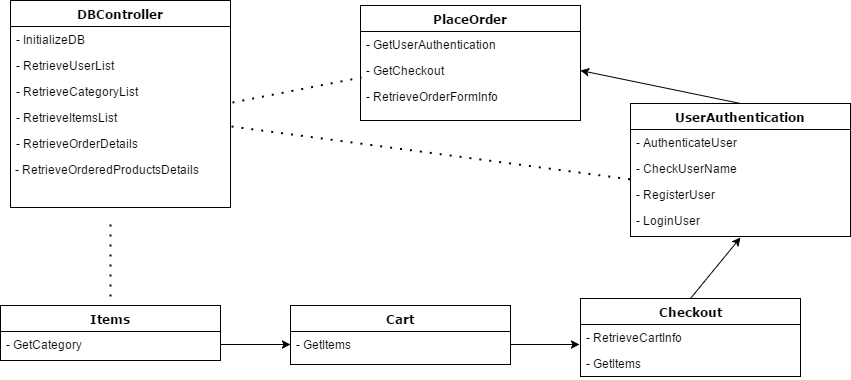 DBController
- InitializeDB
- RetrieveUserList
- RetrieveCategoryList
- RetrieveItemsList
- RetrieveOrderDetails
- RetrieveOrderedProductsDetails
PlaceOrder
- GetUserAuthentication
- GetCheckout
- RetrieveOrderFormInfo
UserAuthentication
- AuthenticateUser
- CheckUserName
- RegisterUser
- LoginUser
Items
- GetCategory
Cart
- GetItems
Checkout
- RetrieveCartInfo
- GetItems